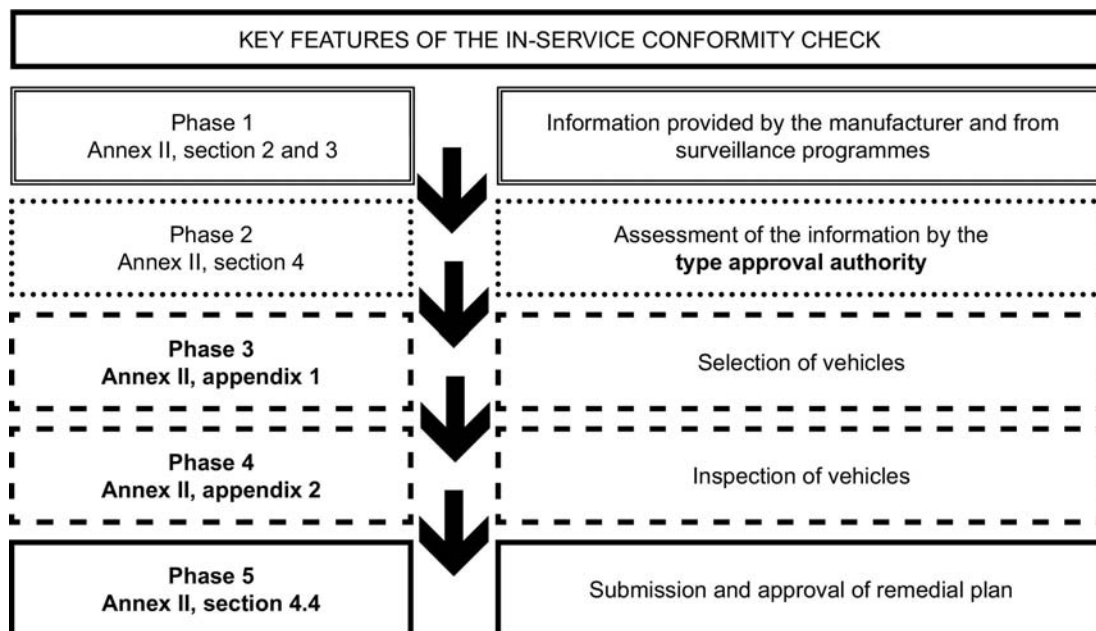 KEY FEATURES OF THE IN-SERVICE CONFORMITY CHECK
Phase 1
Annex II, section 2 and 3
Information provided by the manufacturer and from
surveillance programmes
Phase 2
Annex II, section 4
Assessment of the information by the
type approval authority
Phase 3
Annex II, appendix 1
Selection of vehicles
Phase 4
Annex II, appendix 2
Inspection of vehicles
Phase 5
Annex II, section 4.4
Submission and approval of remedial plan